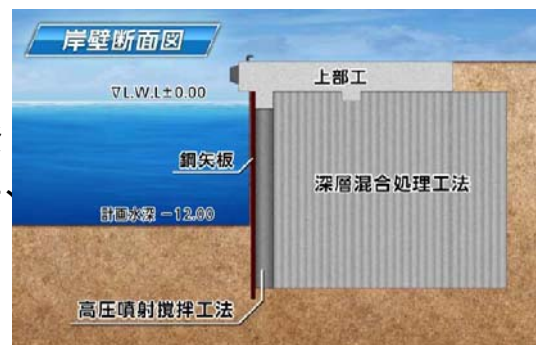 岸壁断面図
上部工
▽L.W.L±0.00
鋼矢板
深層混合処理工法
計画水深 -12.00
高圧噴射撹拌工法